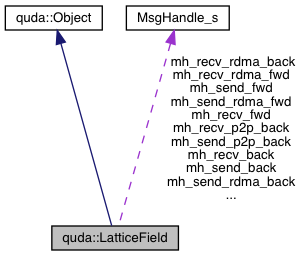 quda::Object
MsgHandle_s
mh_recv_rdma_back
mh_recv_rdma_fwd
mh_send_fwd
mh_send_rdma_fwd
mh_recv_fwd
mh_recv_p2p_back
mh_send_p2p_back
mh_recv_back
mh_send_back
mh_send_rdma_back
...
quda::LatticeField